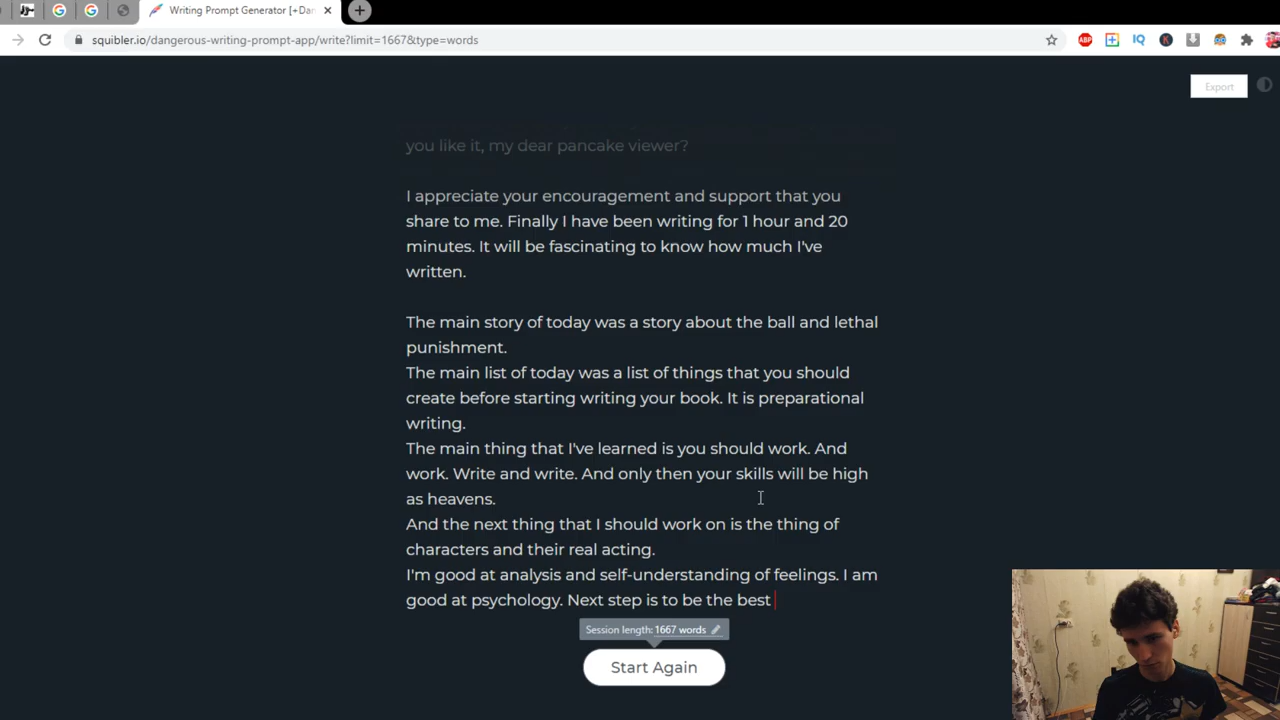 Writing Prompt Generator [+Dan
squibler.io/dangerous-writing-prompt-app/write?limit=1667&type=words
ABP
IQ
K
Export
you like it, my dear pancake viewer?
I appreciate your encouragement and support that you
share to me. Finally I have been writing for 1 hour and 20
minutes. It will be fascinating to know how much I've
written.
The main story of today was a story about the ball and lethal
punishment.
The main list of today was a list of things that you should
create before starting writing your book. It is preparational
writing.
The main thing that I've learned is you should work. And
work. Write and write. And only then your skills will be high
as heavens.
And the next thing that I should work on is the thing of
characters and their real acting.
I'm good at analysis and self-understanding of feelings. I am
good at psychology. Next step is to be the best
Session length: 1667 words
Start Again